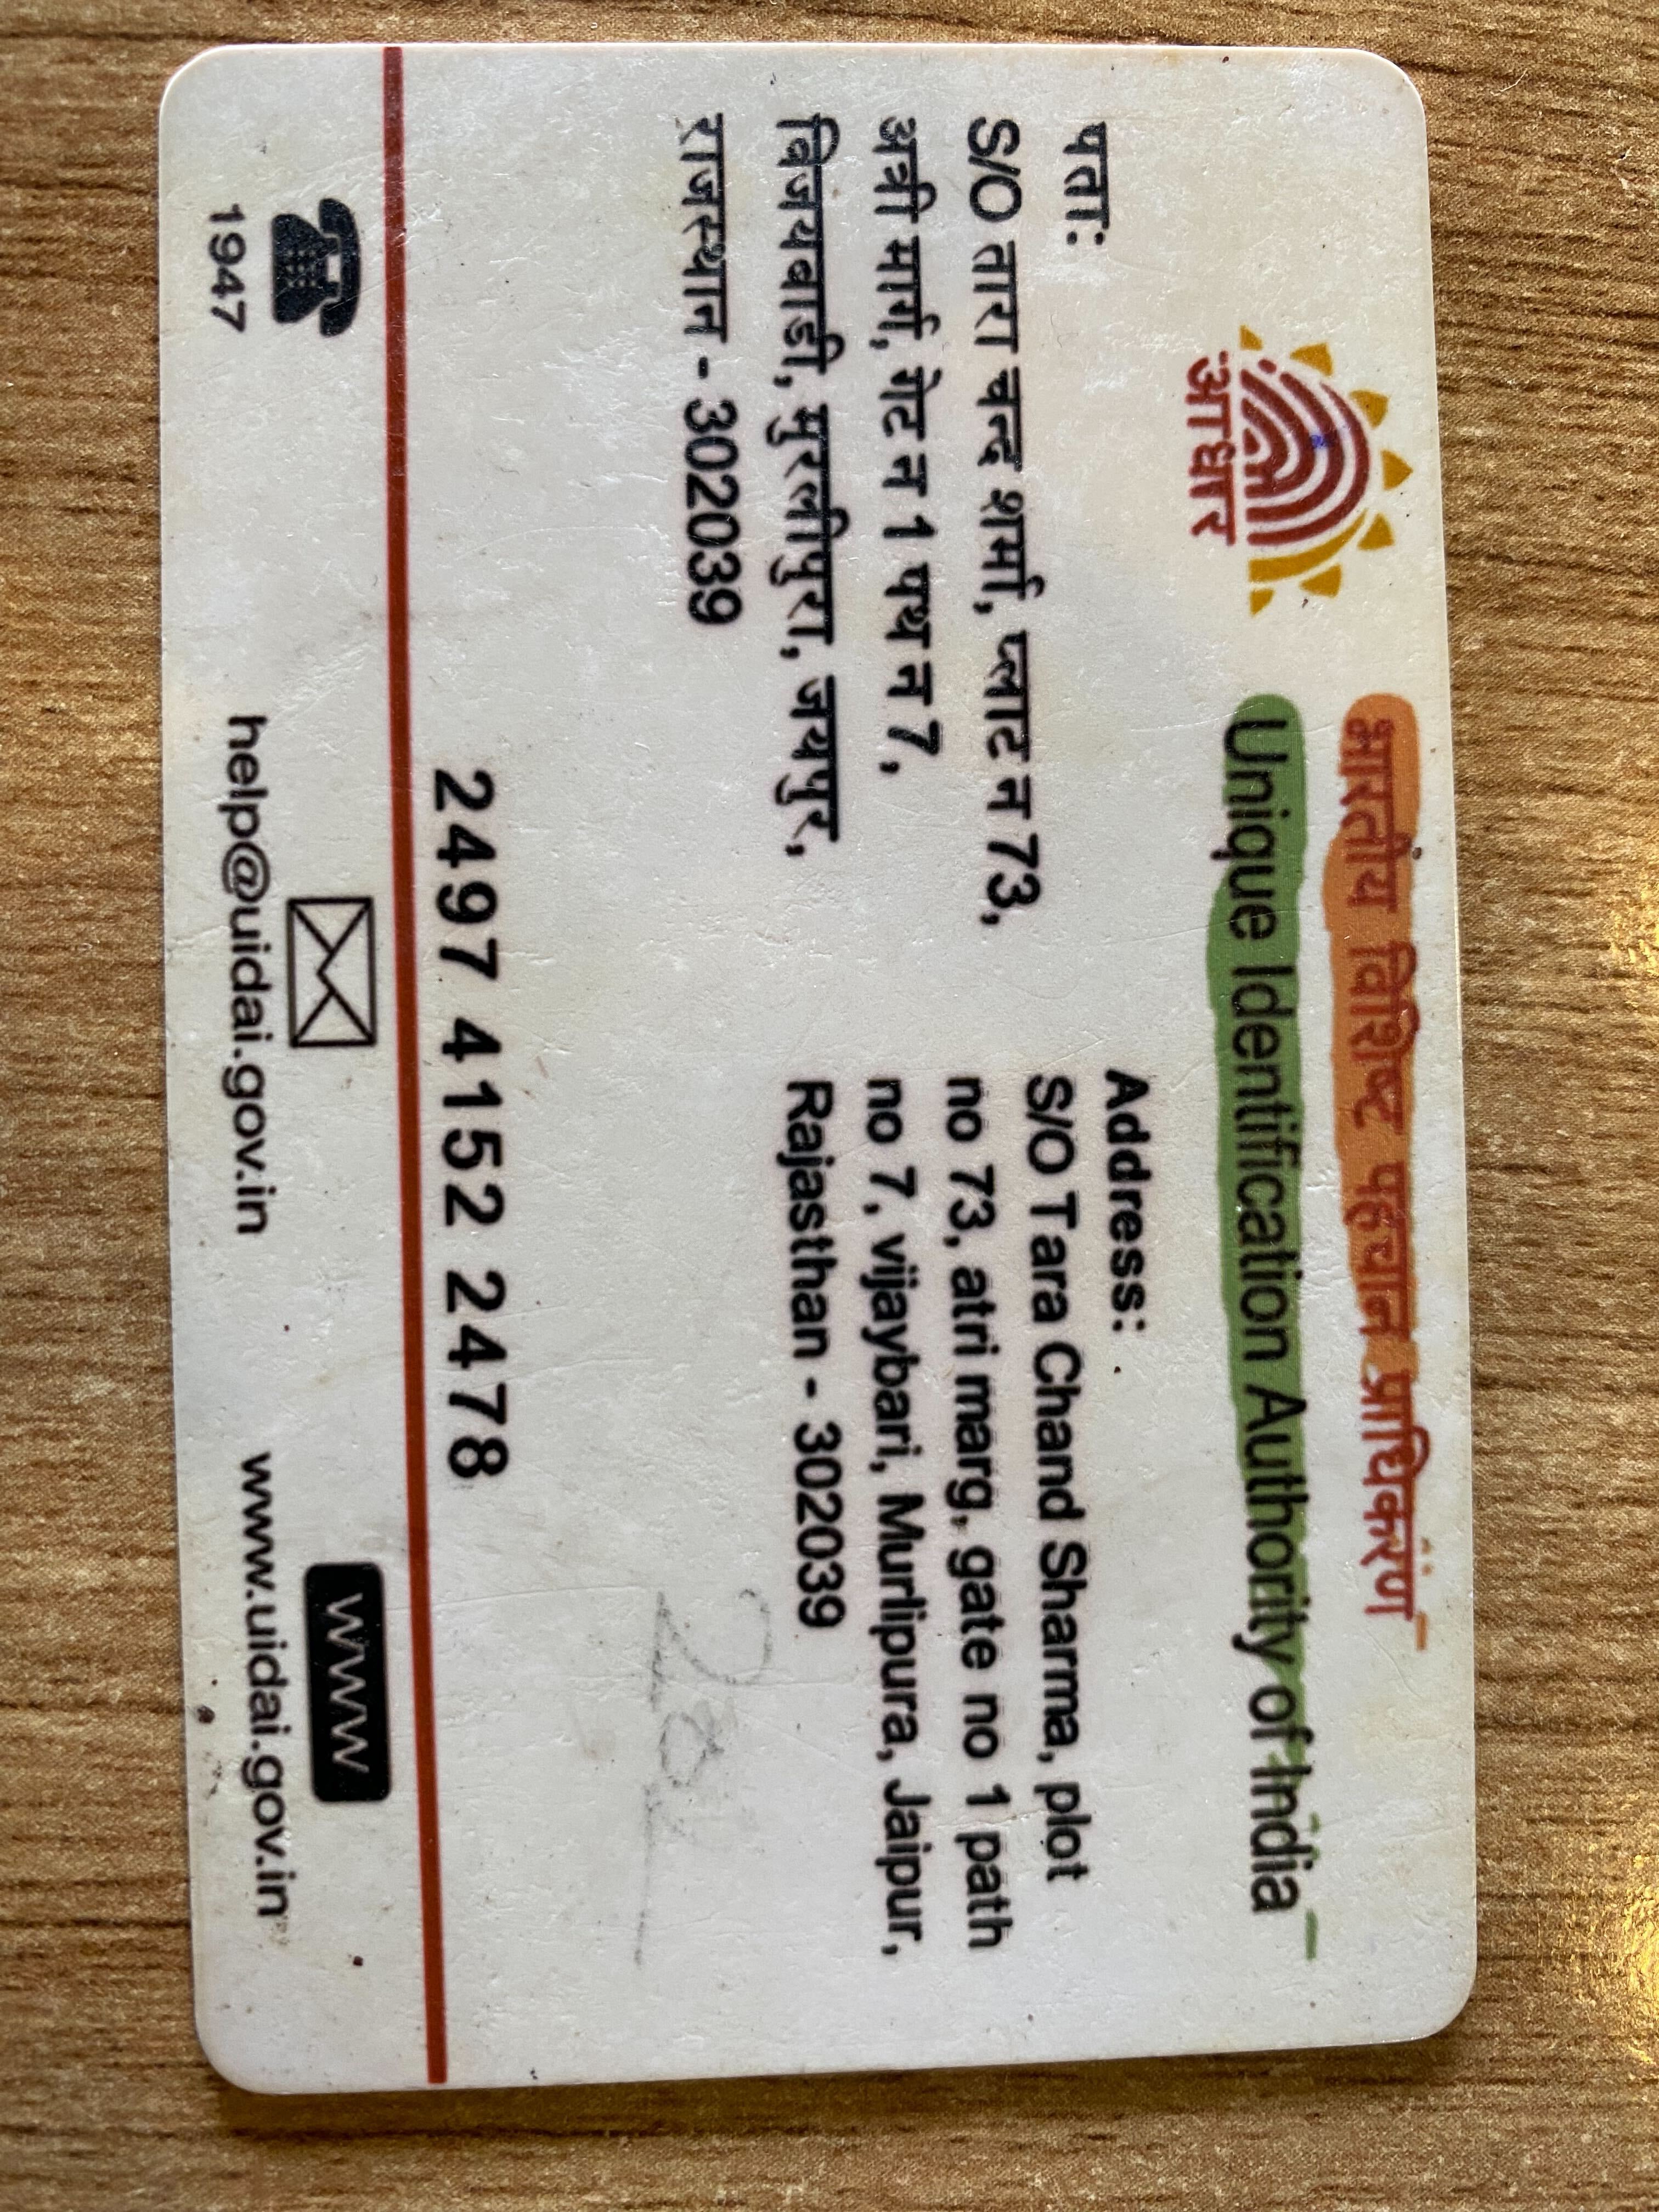 भारतीय विशिष्ट पहचान प्राधिकरण
Unique Identification Authority of India
आधार
पता:
S/O तारा चन्द शर्मा, प्लाट न 73,
अत्री मार्ग, गेट न 1 पथ न 7,
विजयबाडी, मुरलीपुरा, जयपुर,
राजस्थान - 302039
Address:
S/O Tara Chand Sharma, plot
no 73, atri marg, gate no 1 path
no 7, vijaybari, Murlipura, Jaipur,
Rajasthan - 302039
2497 4152 2478
1947
help@uidai.gov.in
www
www.uidai.gov.in